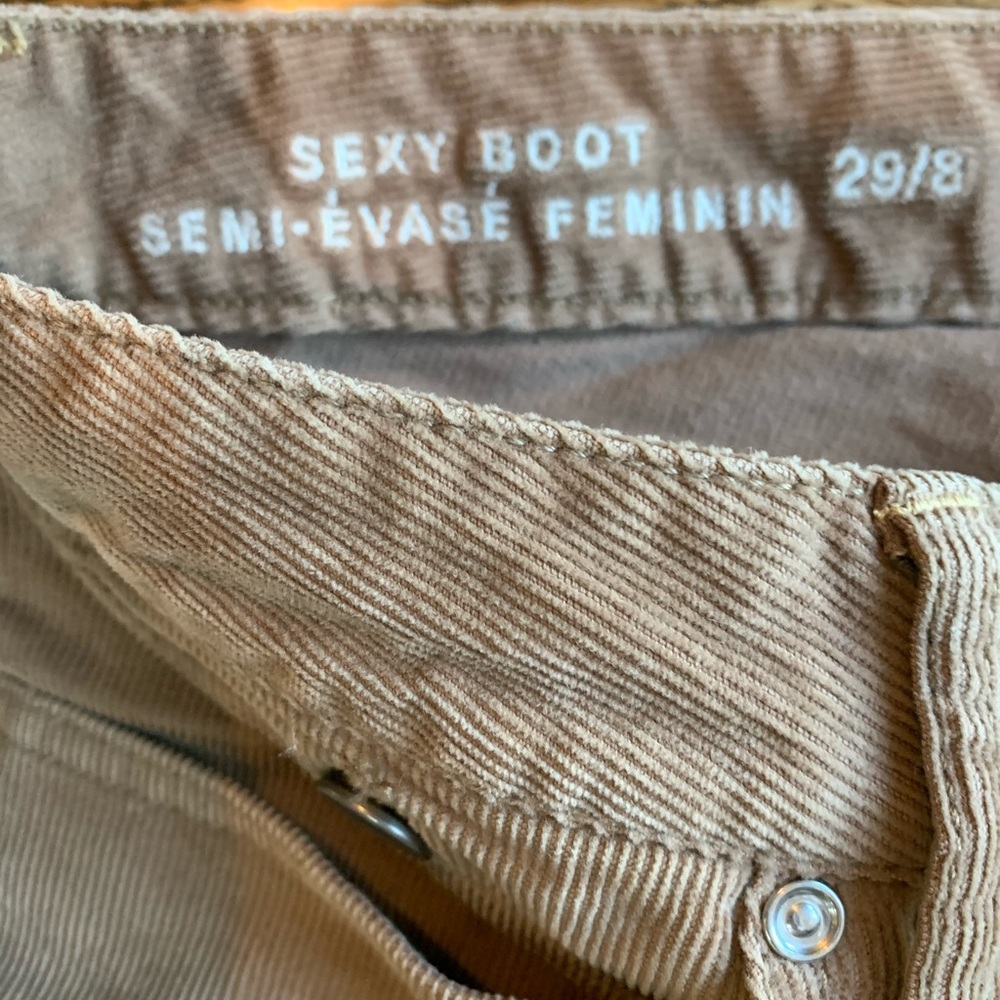 SEXY BOOT
SEMI-ÉVASÉ FEMININ
29/8